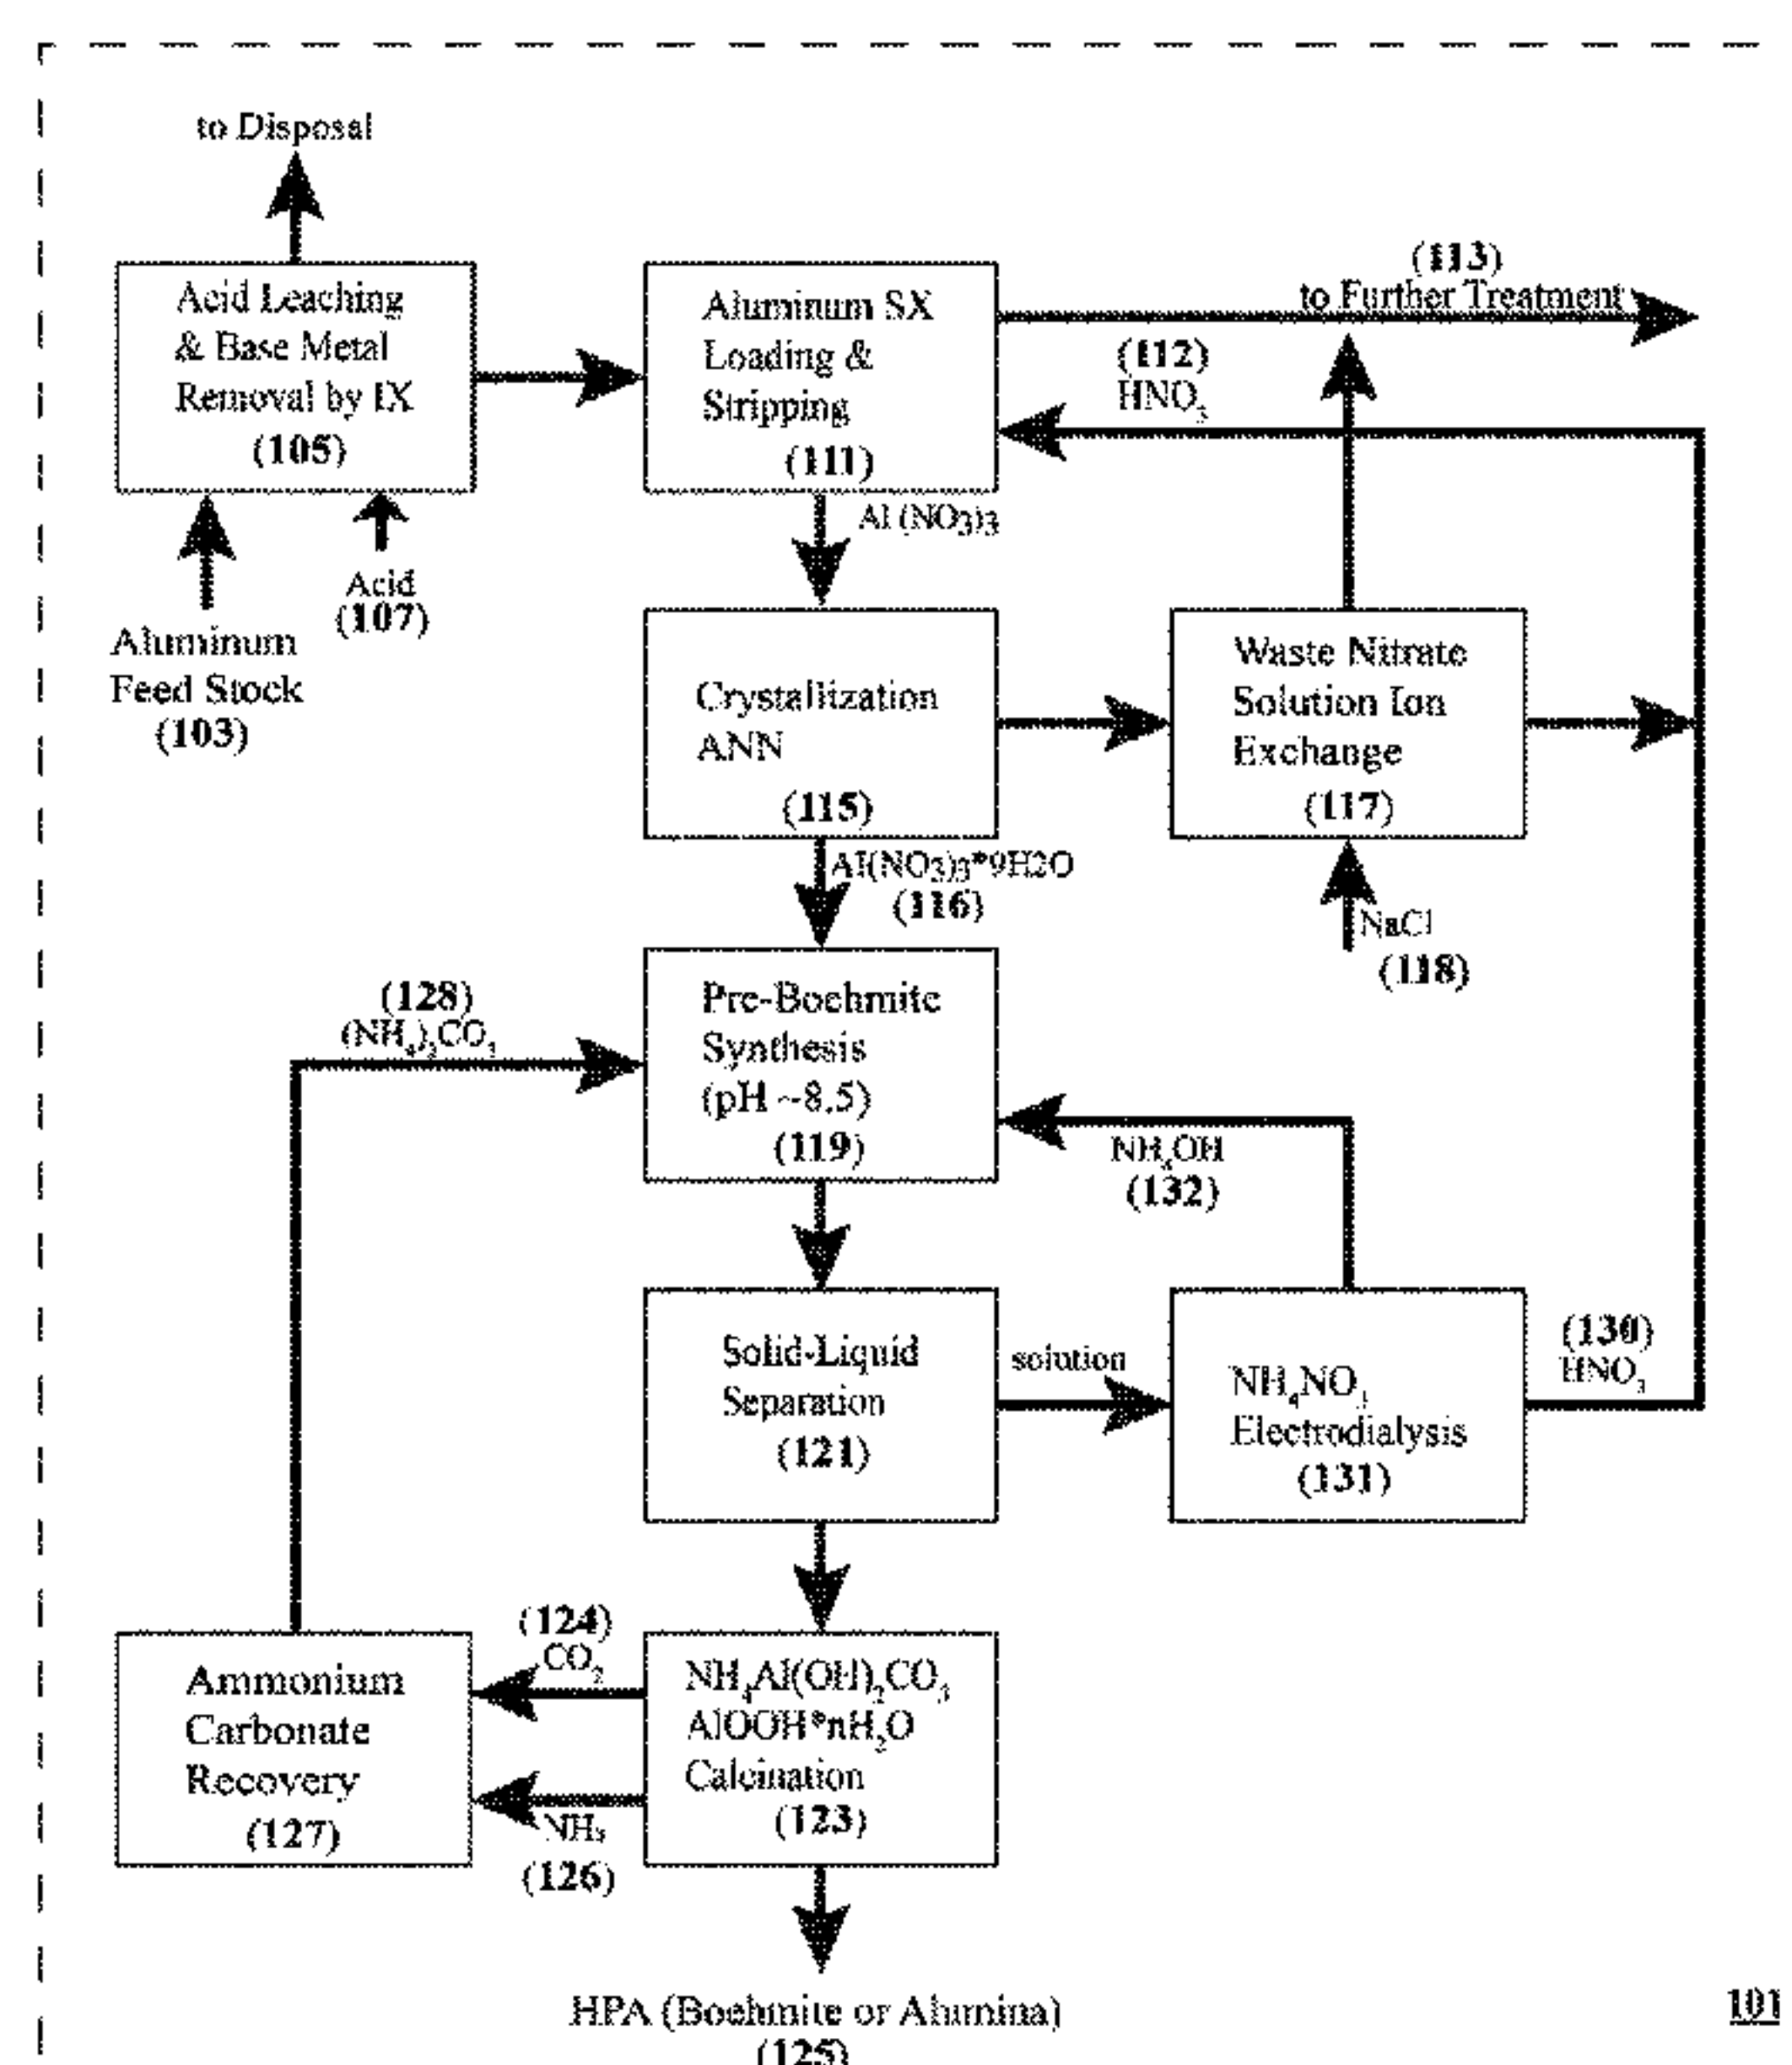 to Disposal
Acid Leaching
& Base Metal
Removal by IX
(105)
Aluminum SX
Loading &
Stripping
(111)
(113)
to Further Treatment
(112)
HNO₃
Al (NO3)3
Acid
(107)
Aluminum
Feed Stock
(103)
Crystallization
ANN
(115)
Waste Nitrate
Solution Ion
Exchange
(117)
Al(NO3)3*9H2O
(116)
NaCl
(118)
(128)
(NH₄)₂CO₃
Pre-Boehmite
Synthesis
(pH ~8.5)
(119)
NH₄OH
(132)
Solid-Liquid
Separation
(121)
solution
NH₄NO₃
Electrodialysis
(131)
(130)
HNO₃
Ammonium
Carbonate
Recovery
(127)
(124)
CO₂
NH₃
(126)
NH₄Al(OH)₂CO₃
AlOOH*nH₂O
Calcination
(123)
HPA (Boehmite or Alumina)
(125)
101